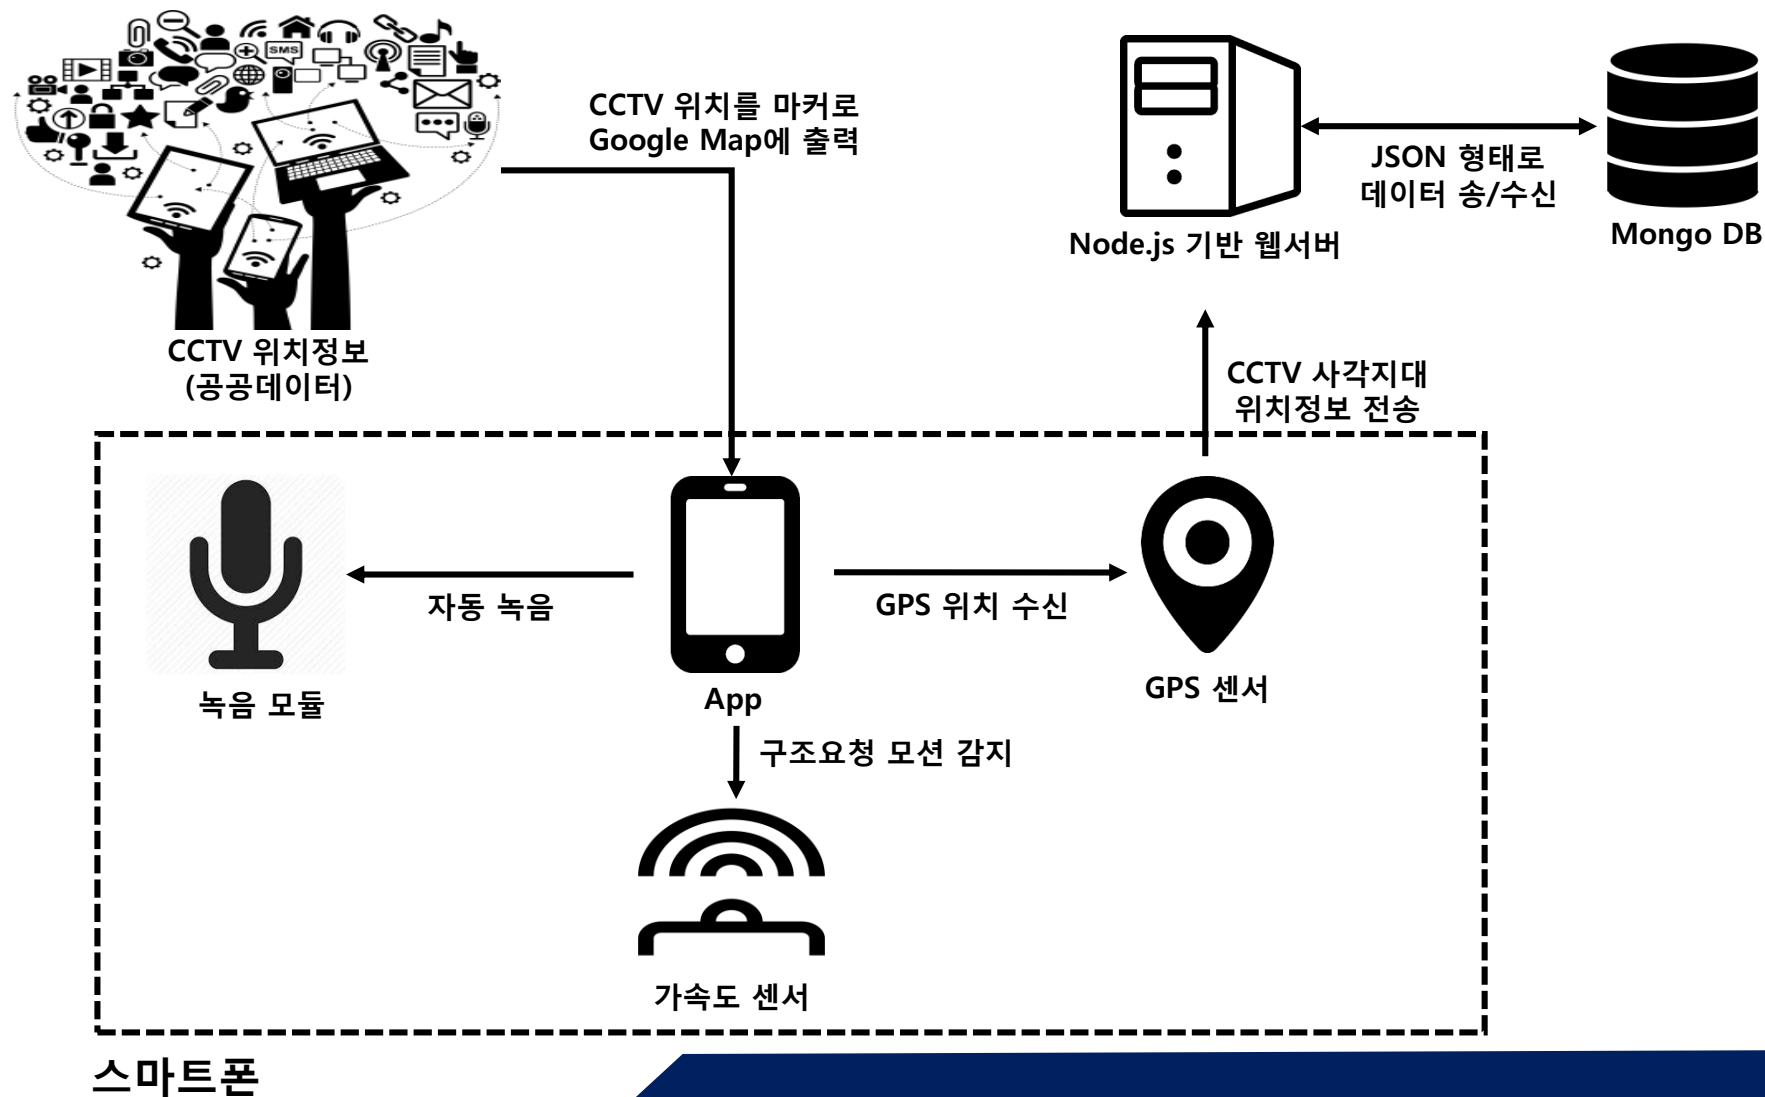 SMS
CCTV 위치를 마커로
Google Map에 출력
JSON 형태로
데이터 송/수신
Node.js 기반 웹서버
Mongo DB
CCTV 위치정보
(공공데이터)
CCTV 사각지대
위치정보 전송
자동 녹음
GPS 위치 수신
녹음 모듈
App
GPS 센서
구조요청 모션 감지
가속도 센서
스마트폰